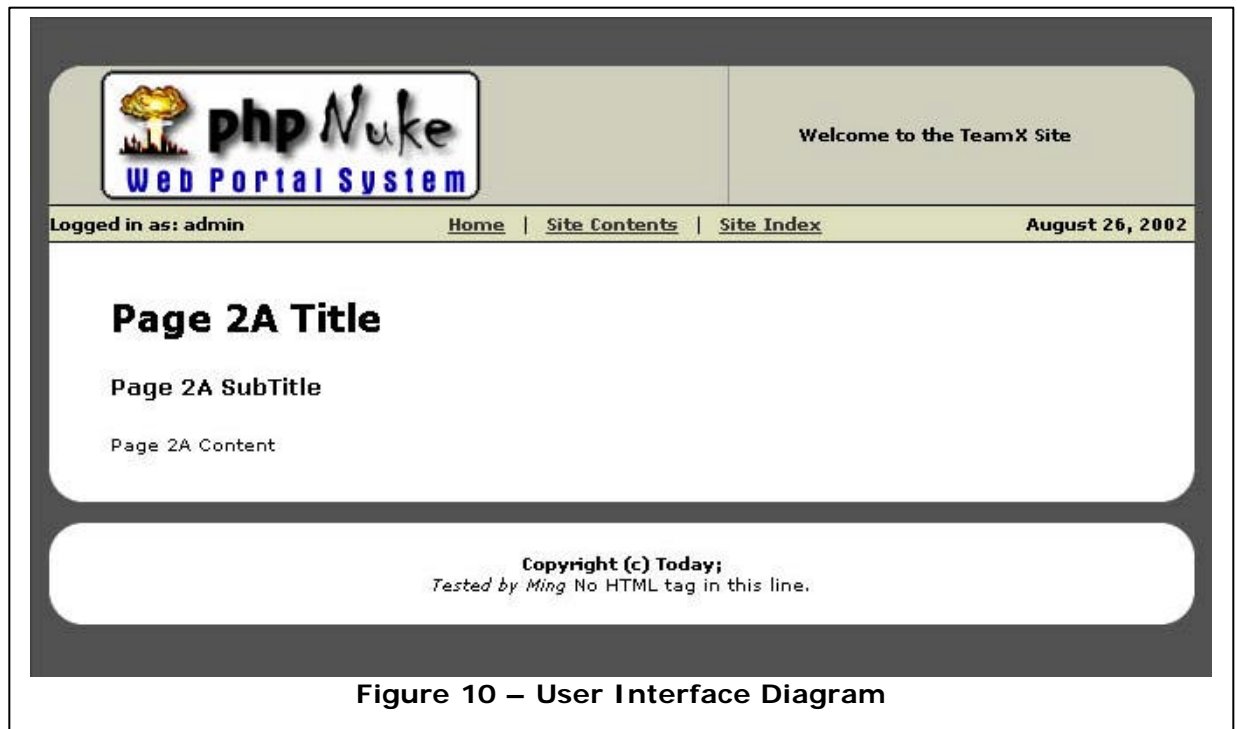 php Nuke
Web Portal System
Welcome to the TeamX Site
Logged in as: admin
Home | Site Contents | Site Index
August 26, 2002
Page 2A Title
Page 2A SubTitle
Page 2A Content
Copyright (c) Today;
Tested by Ming No HTML tag in this line.
Figure 10 – User Interface Diagram